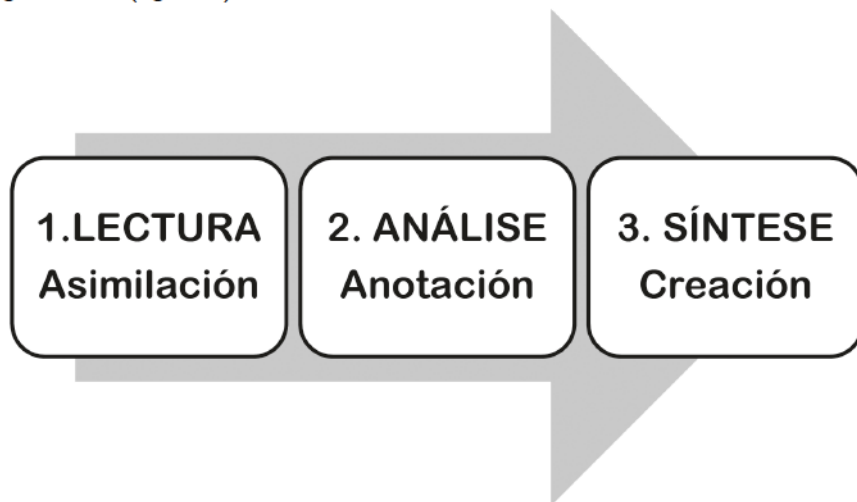 1.LECTURA
Asimilación
2. ANÁLISE
Anotación
3. SÍNTESE
Creación